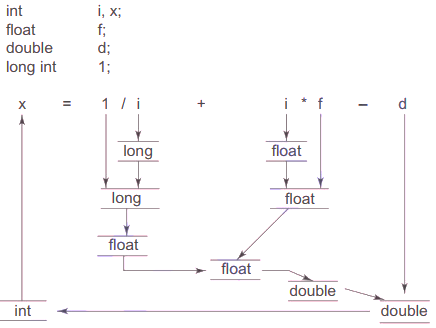 int i, x;
float f;
double d;
long int 1;
x = 1 / i + i * f – d
long float
long float
float
float
double
int double